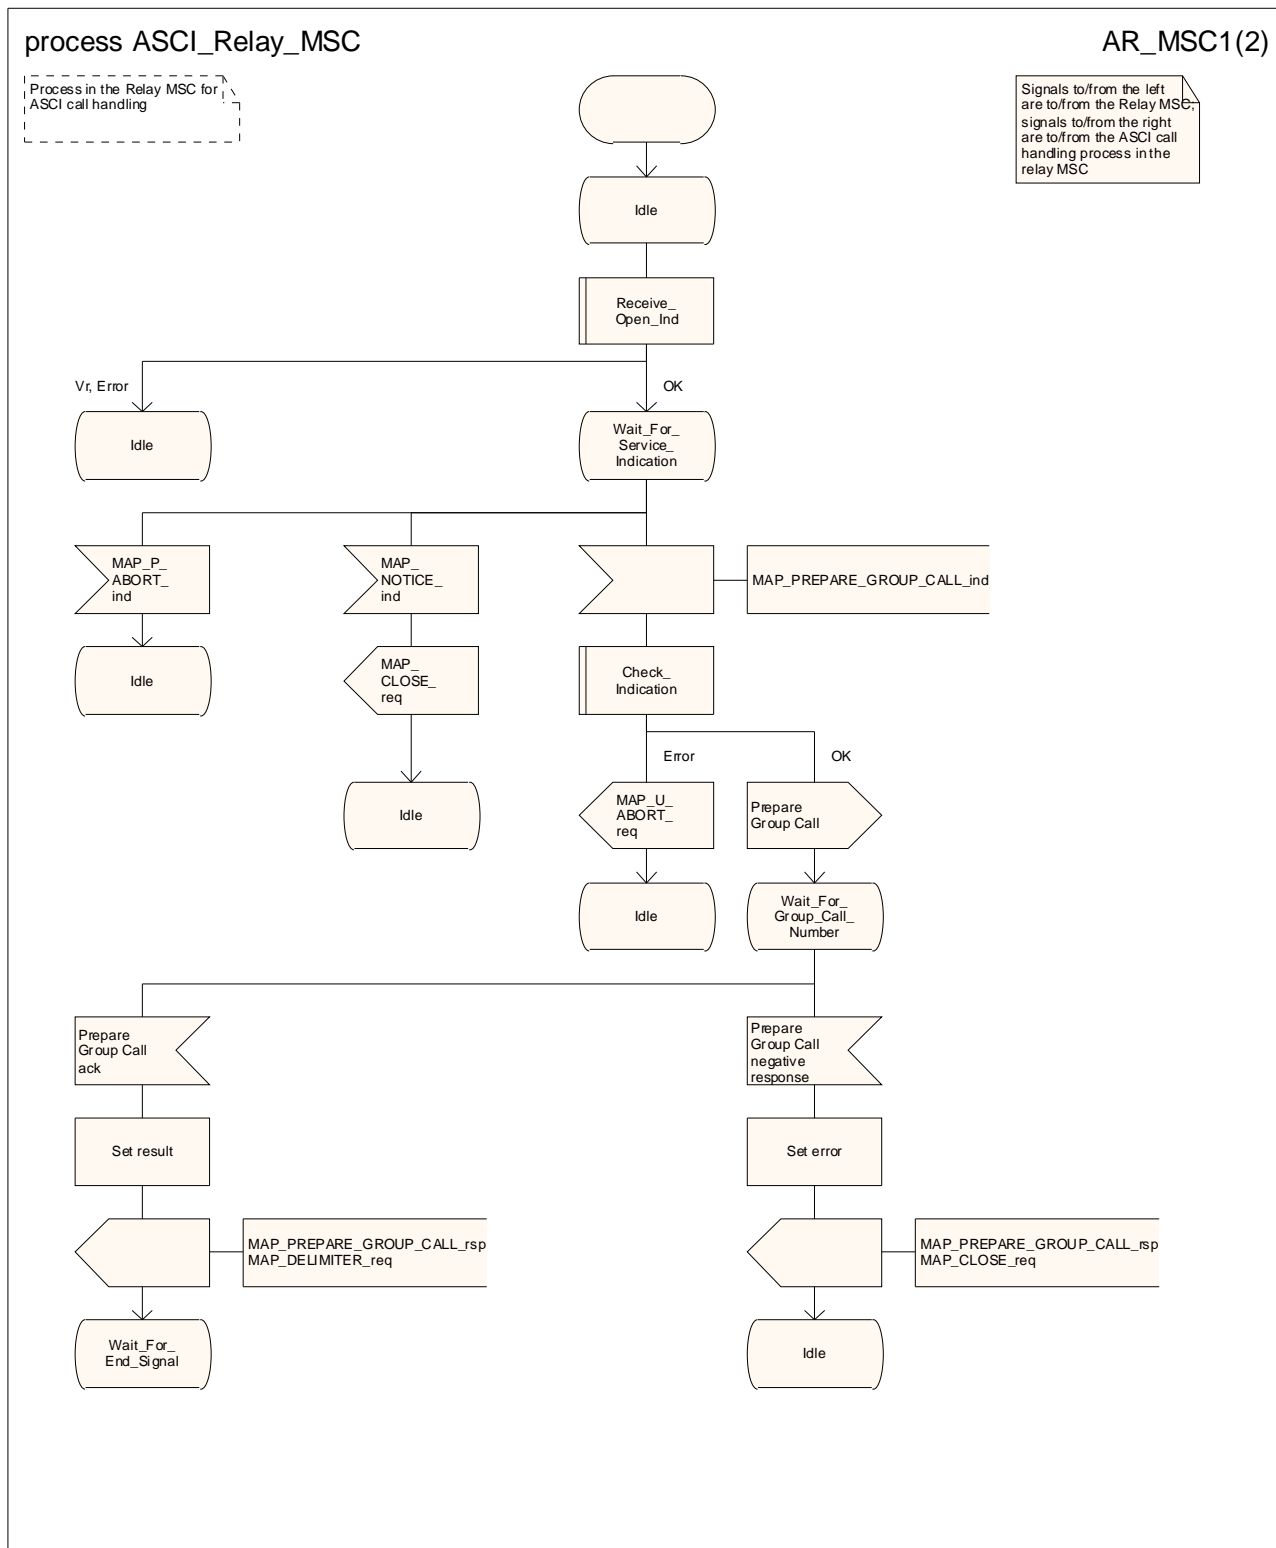 process ASCI_Relay_MSC
AR_MSC1(2)
Process in the Relay MSC for
ASCI call handling
Signals to/from the left
are to/from the Relay MSC;
signals to/from the right
are to/from the ASCI call
handling process in the
relay MSC
Idle
Receive_
Open_Ind
Vr, Error
OK
Idle
Wait_For_
Service_
Indication
MAP_P_
ABORT_
ind
MAP_
NOTICE_
ind
MAP_PREPARE_GROUP_CALL_ind
Idle
MAP_
CLOSE_
req
Check_
Indication
Error
OK
Idle
MAP_U_
ABORT_
req
Prepare
Group Call
Idle
Wait_For_
Group_Call_
Number
Prepare
Group Call
ack
Prepare
Group Call
negative
response
Set result
Set error
MAP_PREPARE_GROUP_CALL_rsp
MAP_DELIMITER_req
MAP_PREPARE_GROUP_CALL_rsp
MAP_CLOSE_req
Wait_For_
End_Signal
Idle